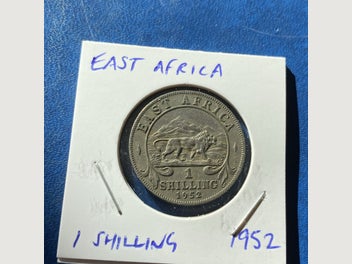 EAST AFRICA
EAST AFRICA
1
SHILLING
1952
1 SHILLING 1952